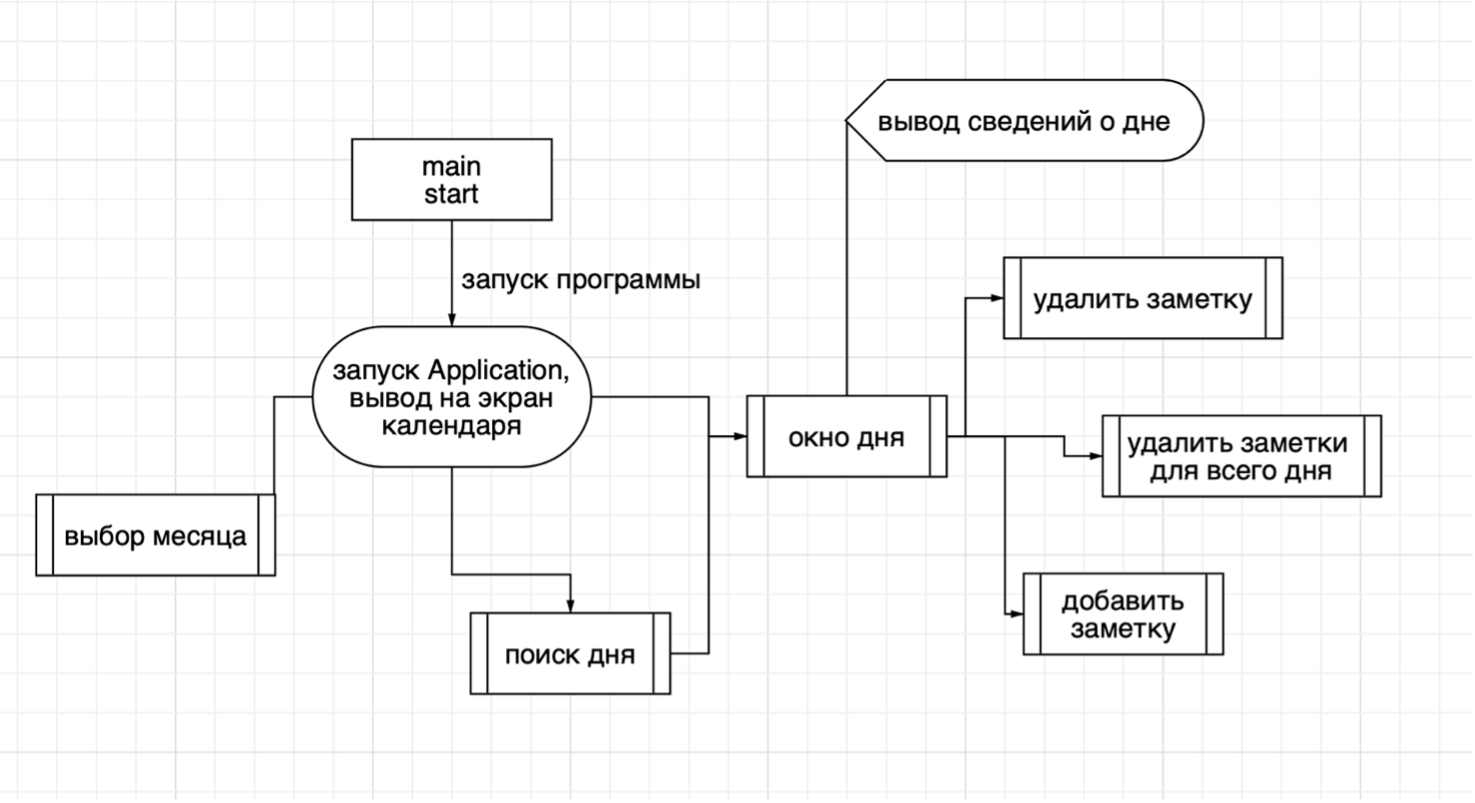 main
start
запуск программы
запуск Application,
вывод на экран
календаря
выбор месяца
поиск дня
вывод сведений о дне
окно дня
удалить заметку
удалить заметки
для всего дня
добавить
заметку